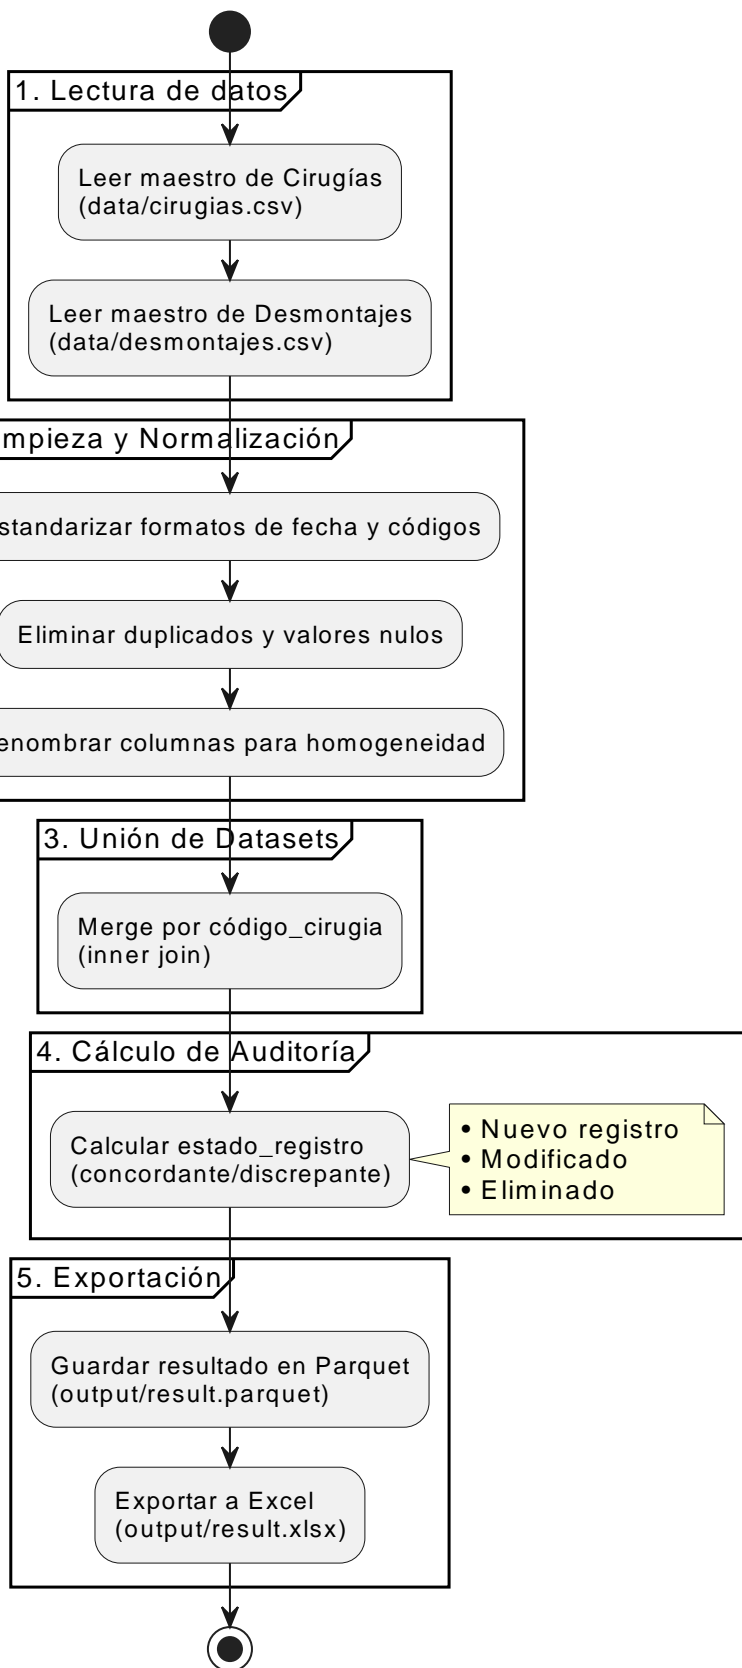 1. Lectura de datos
Leer maestro de Cirugías
(data/cirugias.csv)
Leer maestro de Desmontajes
(data/desmontajes.csv)
mpieza y Normalización
standarizar formatos de fecha y códigos
Eliminar duplicados y valores nulos
enombrar columnas para homogeneidad
3. Unión de Datasets
Merge por código_cirugia
(inner join)
4. Cálculo de Auditoría
Calcular estado_registro
(concordante/discrepante)
• Nuevo registro
• Modificado
• Eliminado
5. Exportación
Guardar resultado en Parquet
(output/result.parquet)
Exportar a Excel
(output/result.xlsx)